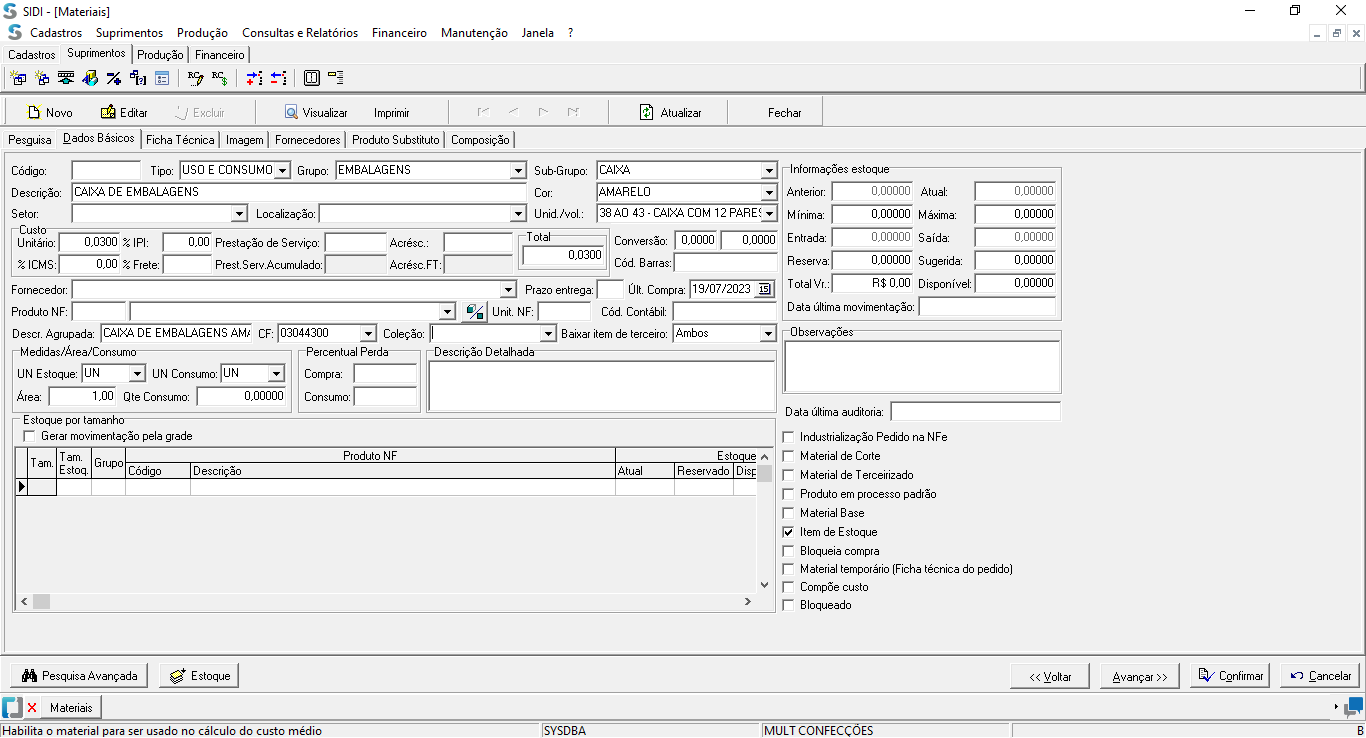 SIDI - [Materiais]
Cadastros Suprimentos Produção Consultas e Relatórios Financeiro Manutenção Janela ?
Cadastros Suprimentos Produção Financeiro
Novo Editar Excluir Visualizar Imprimir Atualizar Fechar
Pesquisa Dados Básicos Ficha Técnica Imagem Fornecedores Produto Substituto Composição
Código: Tipo: USO E CONSUMO Grupo: EMBALAGENS Sub-Grupo: CAIXA
Descrição: CAIXA DE EMBALAGENS Cor: AMARELO
Setor: Localização: Unid./vol.: 38 AO 43 - CAIXA COM 12 PARES
Custo
Unitário: 0,0300 % IPI: 0,00 Prestação de Serviço: Acrésc.:
% ICMS: 0,00 % Frete: Prest.Serv.Acumulado: Acrésc.FT:
Total
0,0300
Conversão: 0,0000 0,0000
Cód. Barras:
Fornecedor: Prazo entrega: Últ. Compra: 19/07/2023 15
Produto NF: Unit. NF: Cód. Contábil:
Descr. Agrupada: CAIXA DE EMBALAGENS AMA CF: 03044300 Coleção: Baixar item de terceiro: Ambos
Medidas/Área/Consumo
UN Estoque: UN UN Consumo: UN
Área: 1,00 Qte Consumo: 0,00000
Percentual Perda
Compra:
Consumo:
Descrição Detalhada
Estoque por tamanho
Gerar movimentação pela grade
Tam. Tam. Estoq. Grupo Produto NF Estoque
Código Descrição Atual Reservado Disp
Informações estoque
Anterior: 0,00000 Atual: 0,00000
Mínima: 0,00000 Máxima: 0,00000
Entrada: 0,00000 Saída: 0,00000
Reserva: 0,00000 Sugerida: 0,00000
Total Vr.: R$ 0,00 Disponível: 0,00000
Data última movimentação:
Observações
Data última auditoria:
Industrialização Pedido na NFe
Material de Corte
Material de Terceirizado
Produto em processo padrão
Material Base
Item de Estoque
Bloqueia compra
Material temporário (Ficha técnica do pedido)
Compõe custo
Bloqueado
Pesquisa Avançada Estoque << Voltar Avançar >> Confirmar Cancelar
Materiais
Habilita o material para ser usado no cálculo do custo médio SYSDBA MULT CONFECÇÕES B